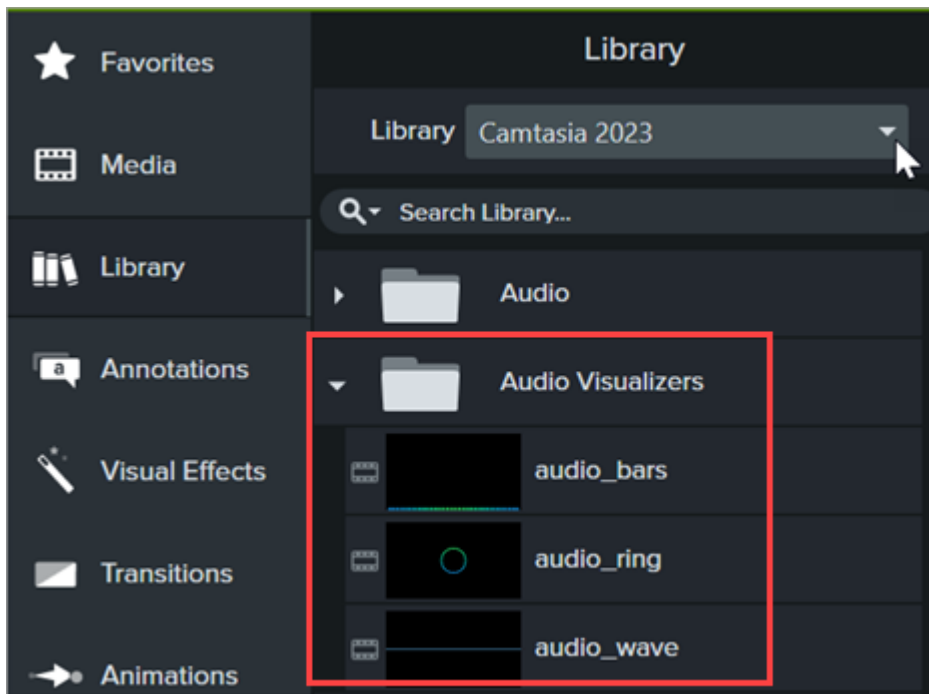 Favorites
Media
Library
a
Annotations
Visual Effects
Transitions
Animations
Library
Library Camtasia 2023
Search Library...
Audio
Audio Visualizers
audio_bars
audio_ring
audio_wave